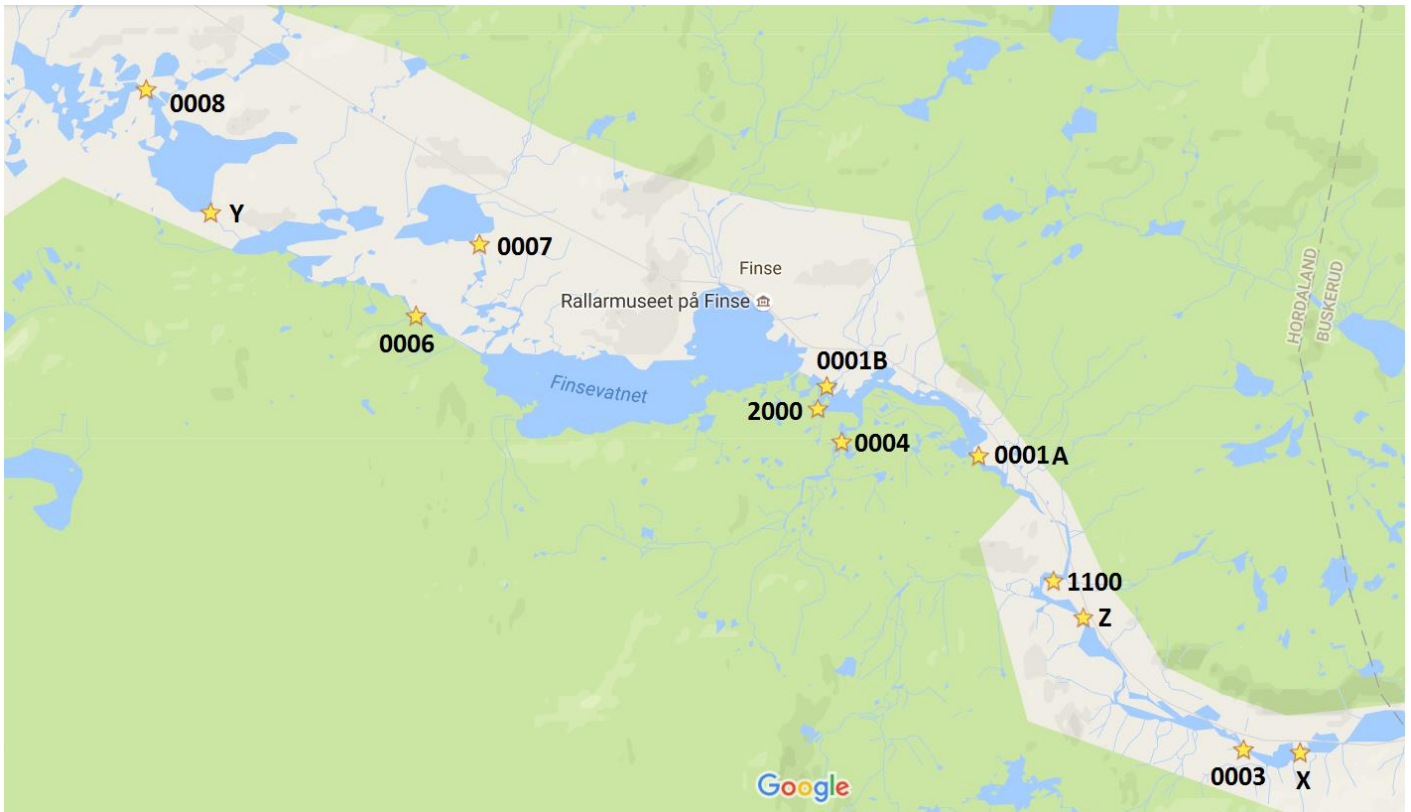 0008
Y
0007
Finse
Rallarmuseet på Finse
HORDALAND
BUSKERUD
0006
0001B
Finsevatnet
2000
0004
0001A
1100
Z
0003
X
Google